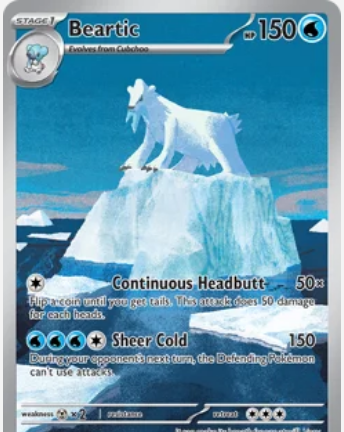 STAGE 1
Beartic
HP 150
Evolves from Cubchoo
Continuous Headbutt 50×
Flip a coin until you get tails. This attack does 50 damage
for each heads.
Sheer Cold 150
During your opponent's next turn, the Defending Pokémon
can't use attacks.
weakness ×2 resistance retreat